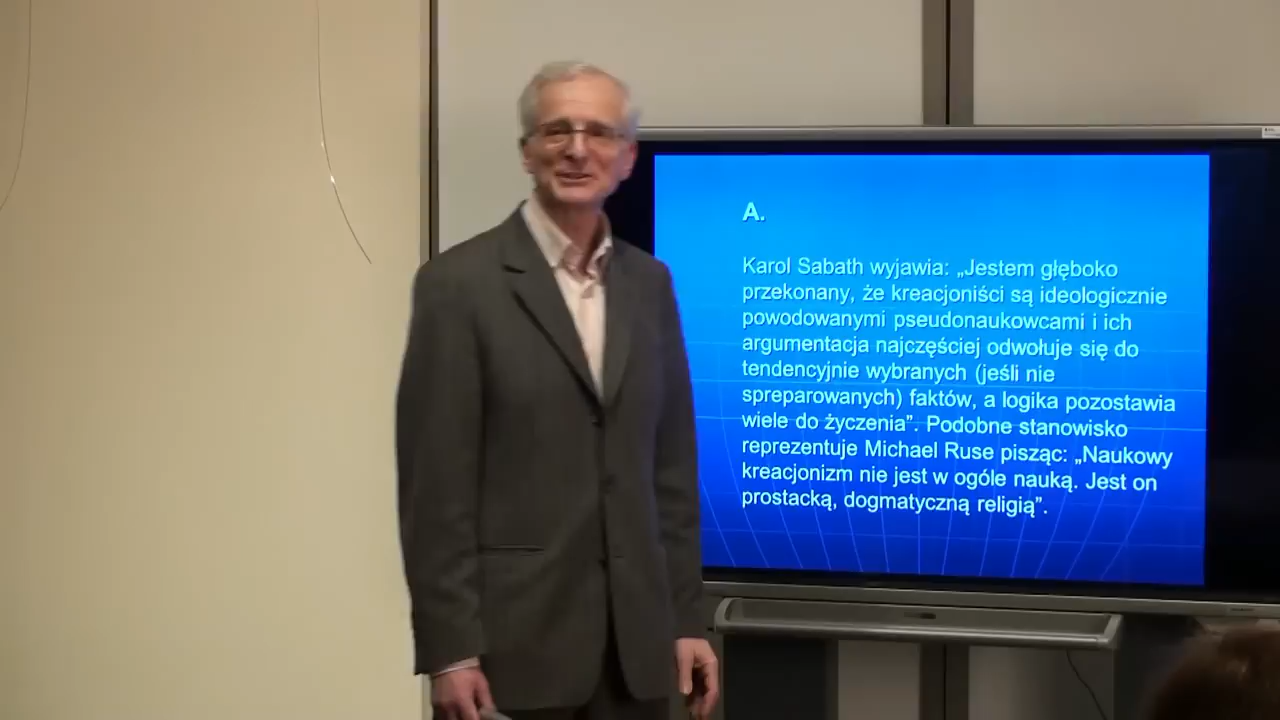 A.
Karol Sabath wyjawia: „Jestem głęboko
przekonany, że kreacjoniści są ideologicznie
powodowanymi pseudonaukowcami i ich
argumentacja najczęściej odwołuje się do
tendencyjnie wybranych (jeśli nie
spreparowanych) faktów, a logika pozostawia
wiele do życzenia”. Podobne stanowisko
reprezentuje Michael Ruse pisząc: „Naukowy
kreacjonizm nie jest w ogóle nauką. Jest on
prostacką, dogmatyczną religią”.